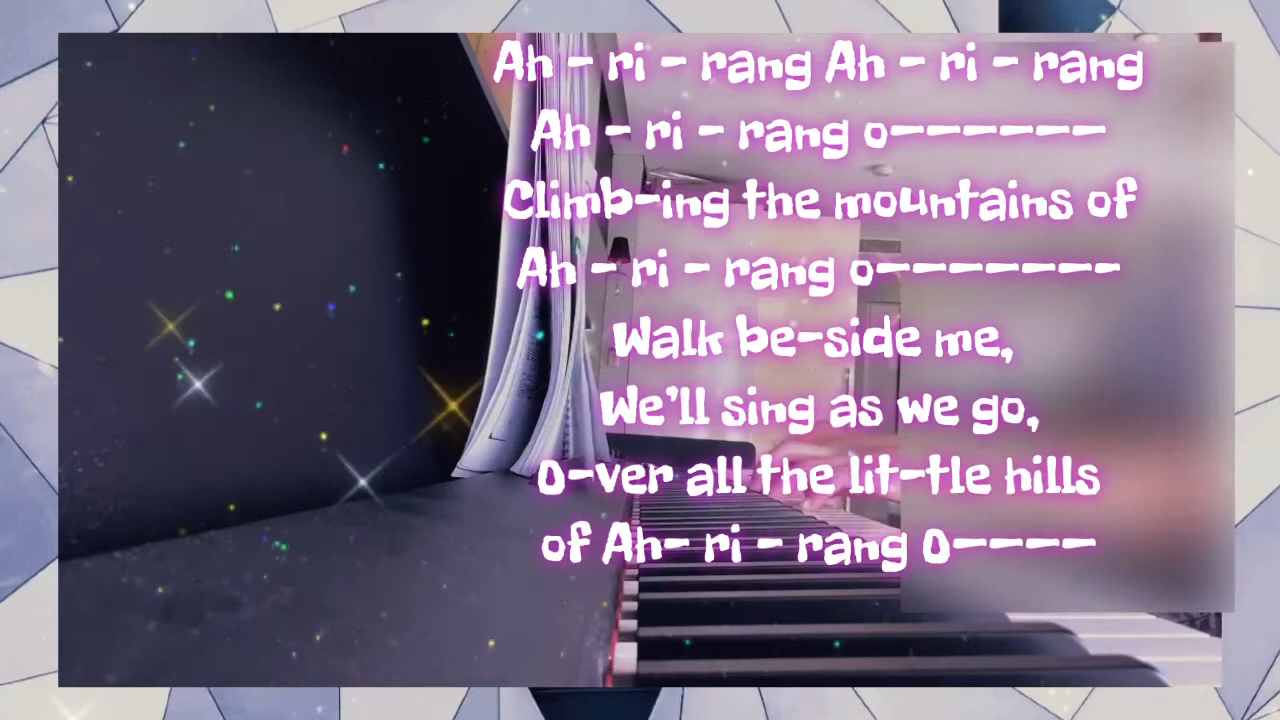 Ah - ri - rang Ah - ri - rang
Ah - ri - rang o------
Climb-ing the mountains of
Ah - ri - rang o--------
Walk be-side me,
We'll sing as we go,
O-ver all the lit-tle hills
of Ah- ri - rang O----